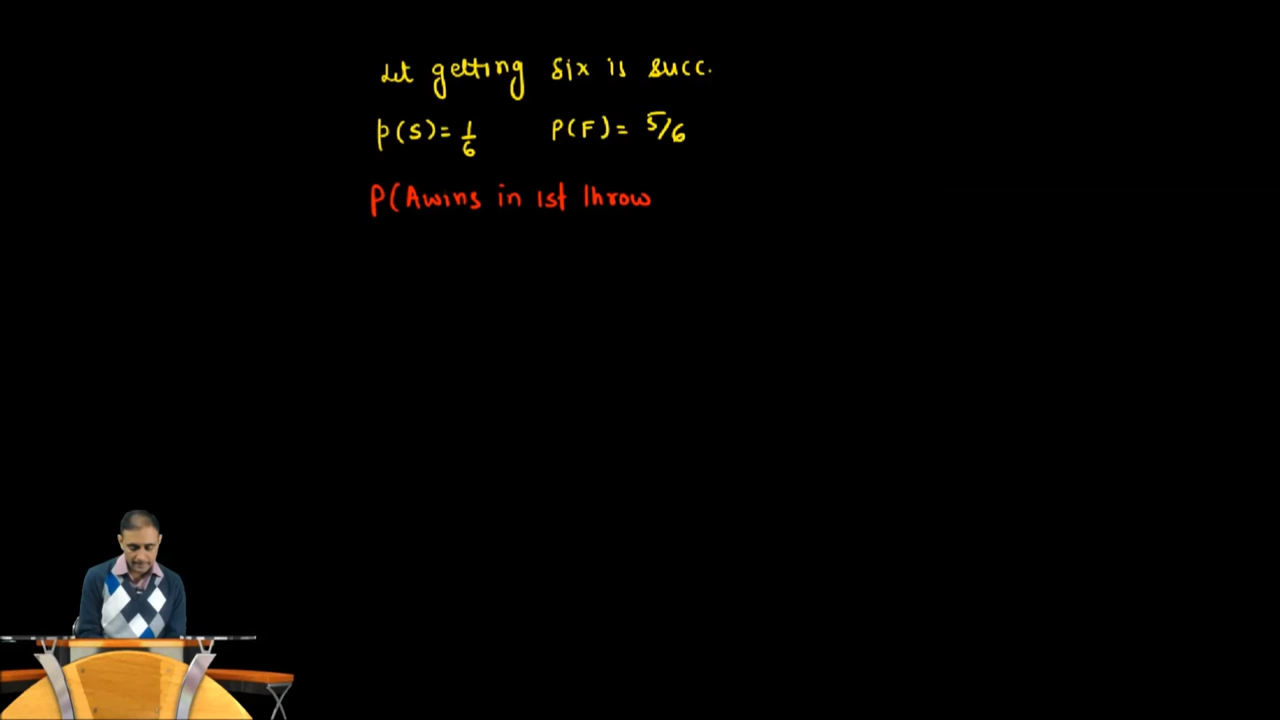 Let getting six is succ.
P(S)= 1/6 P(F)= 5/6
P(A wins in 1st throw